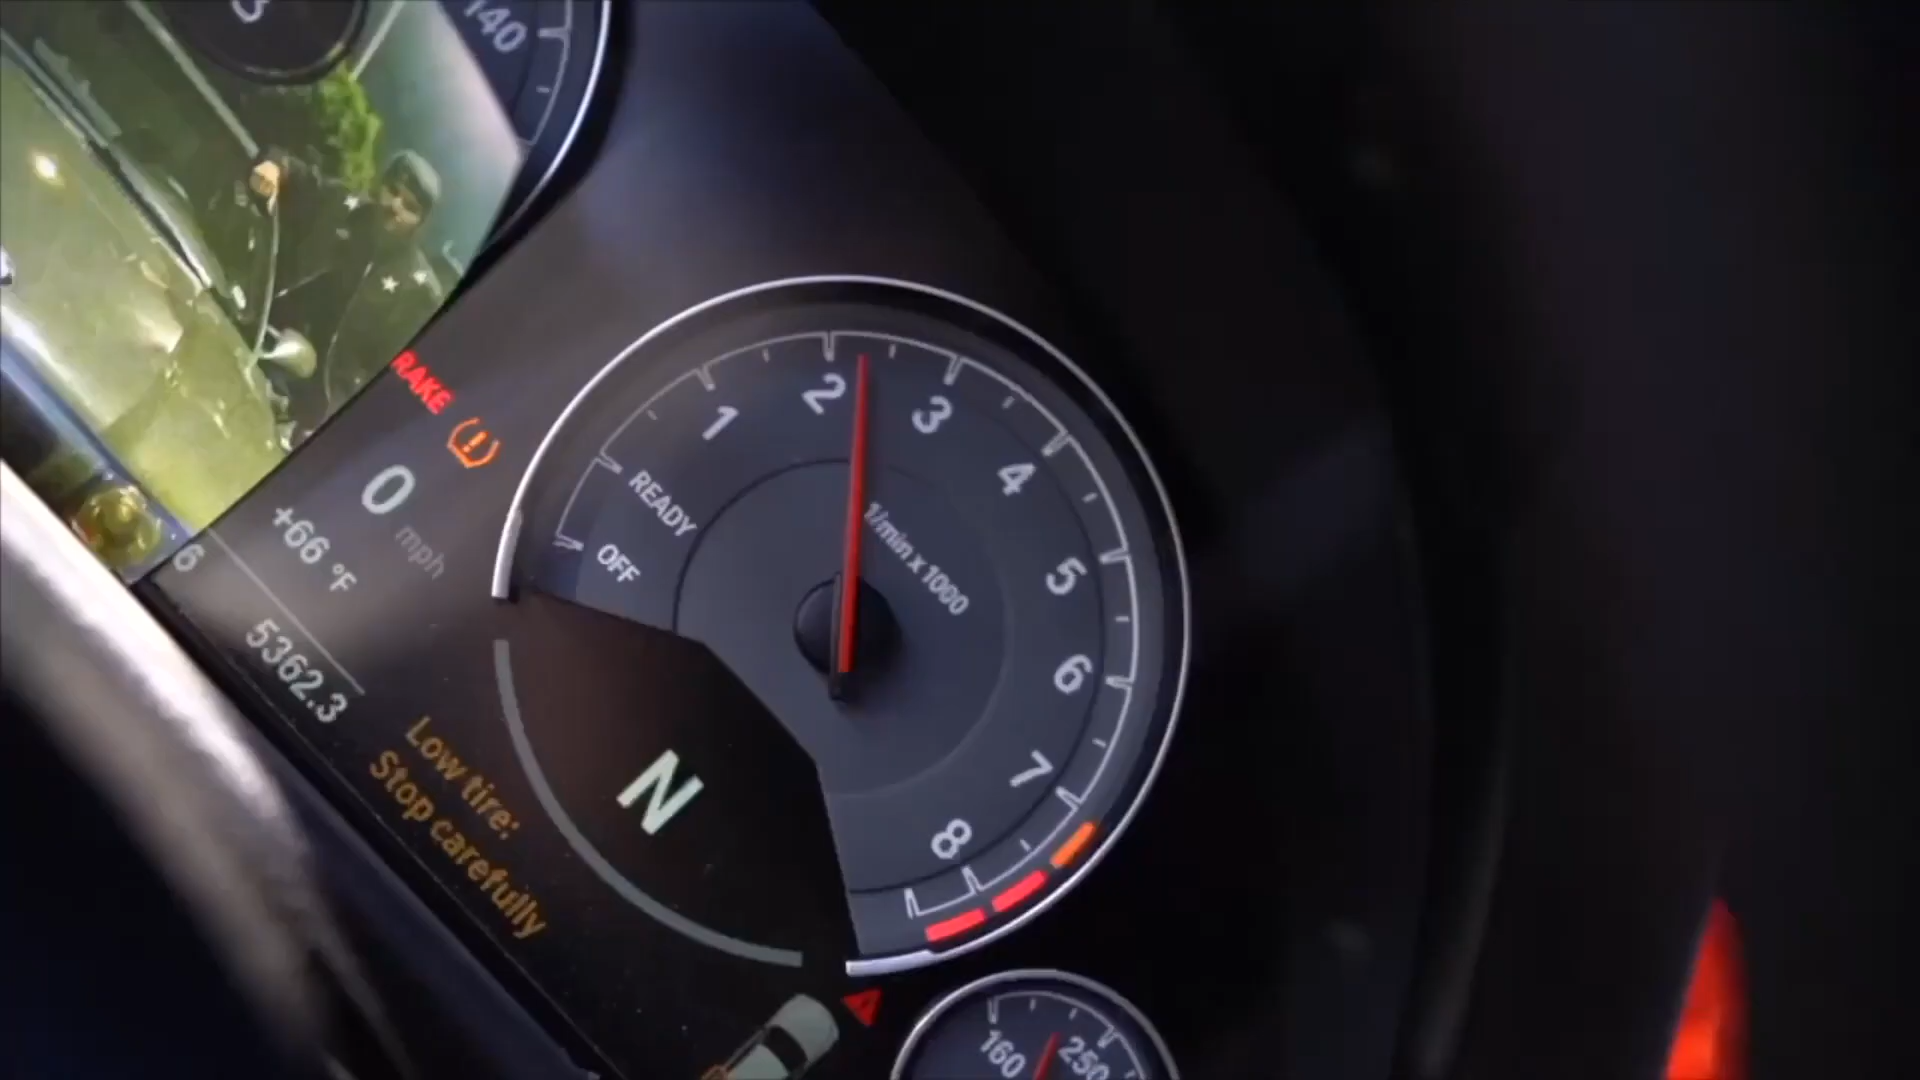 140
RAKE
0 mph
+66 °F
6
5362.3
Low tire:
Stop carefully
OFF
READY
1
2
3
4
5
6
7
8
1/min x 1000
N
160
250